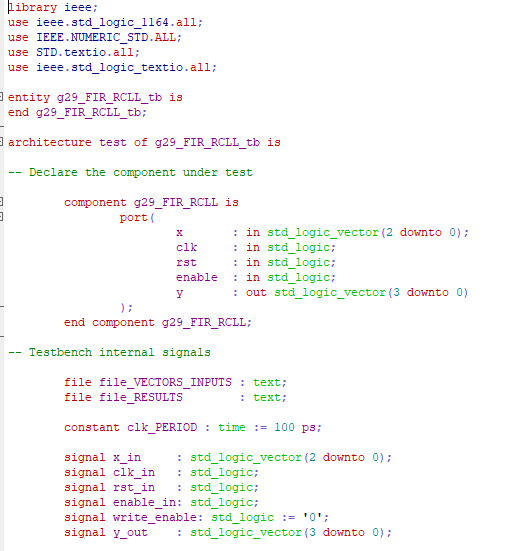 library ieee;
use ieee.std_logic_1164.all;
use IEEE.NUMERIC_STD.ALL;
use STD.textio.all;
use ieee.std_logic_textio.all;
entity g29_FIR_RCLL_tb is
end g29_FIR_RCLL_tb;
architecture test of g29_FIR_RCLL_tb is
-- Declare the component under test
component g29_FIR_RCLL is
port(
x : in std_logic_vector(2 downto 0);
clk : in std_logic;
rst : in std_logic;
enable : in std_logic;
y : out std_logic_vector(3 downto 0)
);
end component g29_FIR_RCLL;
-- Testbench internal signals
file file_VECTORS_INPUTS : text;
file file_RESULTS : text;
constant clk_PERIOD : time := 100 ps;
signal x_in : std_logic_vector(2 downto 0);
signal clk_in : std_logic;
signal rst_in : std_logic;
signal enable_in: std_logic;
signal write_enable: std_logic := '0';
signal y_out : std_logic_vector(3 downto 0);